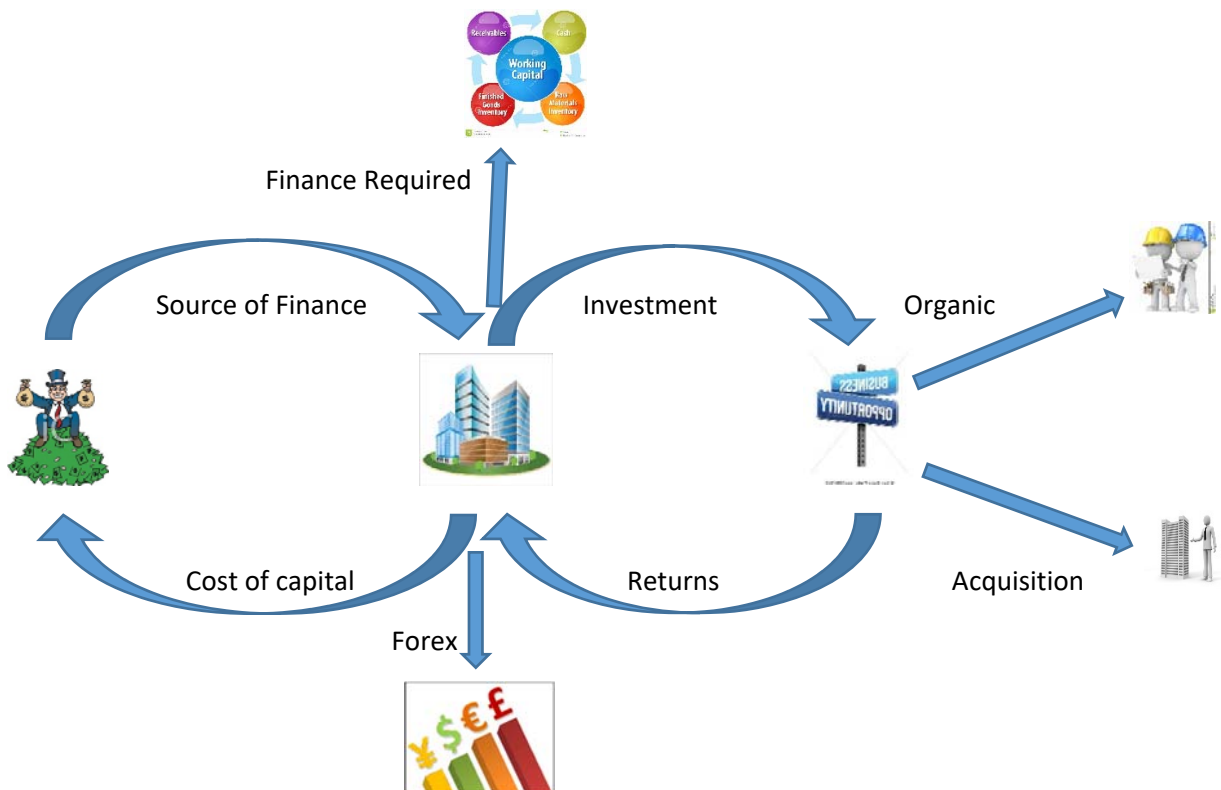 Receivables
Cash
Working
Capital
Finished
Goods
Inventory
Raw
Materials
Inventory
Finance Required
Source of Finance
Investment
Organic
BUSINESS
OPPORTUNITY
Cost of capital
Returns
Acquisition
Forex
¥ $ € £